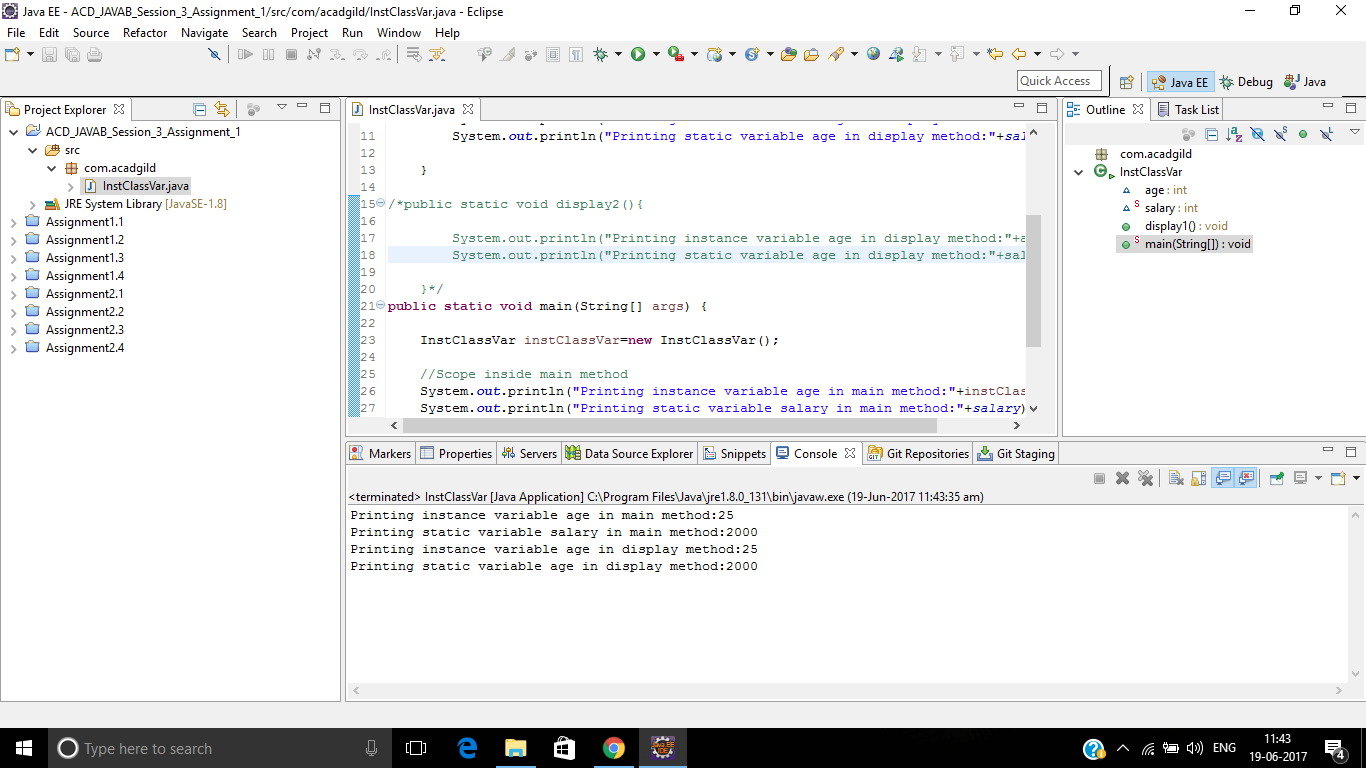 Java EE - ACD_JAVAB_Session_3_Assignment_1/src/com/acadgild/InstClassVar.java - Eclipse
File Edit Source Refactor Navigate Search Project Run Window Help
Quick Access
Java EE
Debug
Java
Project Explorer
ACD_JAVAB_Session_3_Assignment_1
src
com.acadgild
InstClassVar.java
JRE System Library [JavaSE-1.8]
Assignment1.1
Assignment1.2
Assignment1.3
Assignment1.4
Assignment2.1
Assignment2.2
Assignment2.3
Assignment2.4
InstClassVar.java
11 System.out.println("Printing static variable age in display method:"+sal
12
13 }
14
15 /*public static void display2(){
16
17 System.out.println("Printing instance variable age in display method:"+a
18 System.out.println("Printing static variable age in display method:"+sal
19
20 }*/
21 public static void main(String[] args) {
22
23 InstClassVar instClassVar=new InstClassVar();
24
25 //Scope inside main method
26 System.out.println("Printing instance variable age in main method:"+instClas
27 System.out.println("Printing static variable salary in main method:"+salary)
Outline
Task List
com.acadgild
InstClassVar
age : int
S salary : int
display1() : void
S main(String[]) : void
Markers
Properties
Servers
Data Source Explorer
Snippets
Console
Git Repositories
Git Staging
<terminated> InstClassVar [Java Application] C:\Program Files\Java\jre1.8.0_131\bin\javaw.exe (19-Jun-2017 11:43:35 am)
Printing instance variable age in main method:25
Printing static variable salary in main method:2000
Printing instance variable age in display method:25
Printing static variable age in display method:2000
Type here to search
ENG
11:43
19-06-2017
4